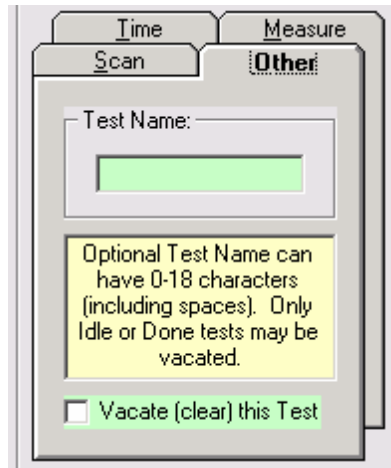 Time Measure
Scan Other
Test Name:
Optional Test Name can
have 0-18 characters
(including spaces). Only
Idle or Done tests may be
vacated.
Vacate (clear) this Test